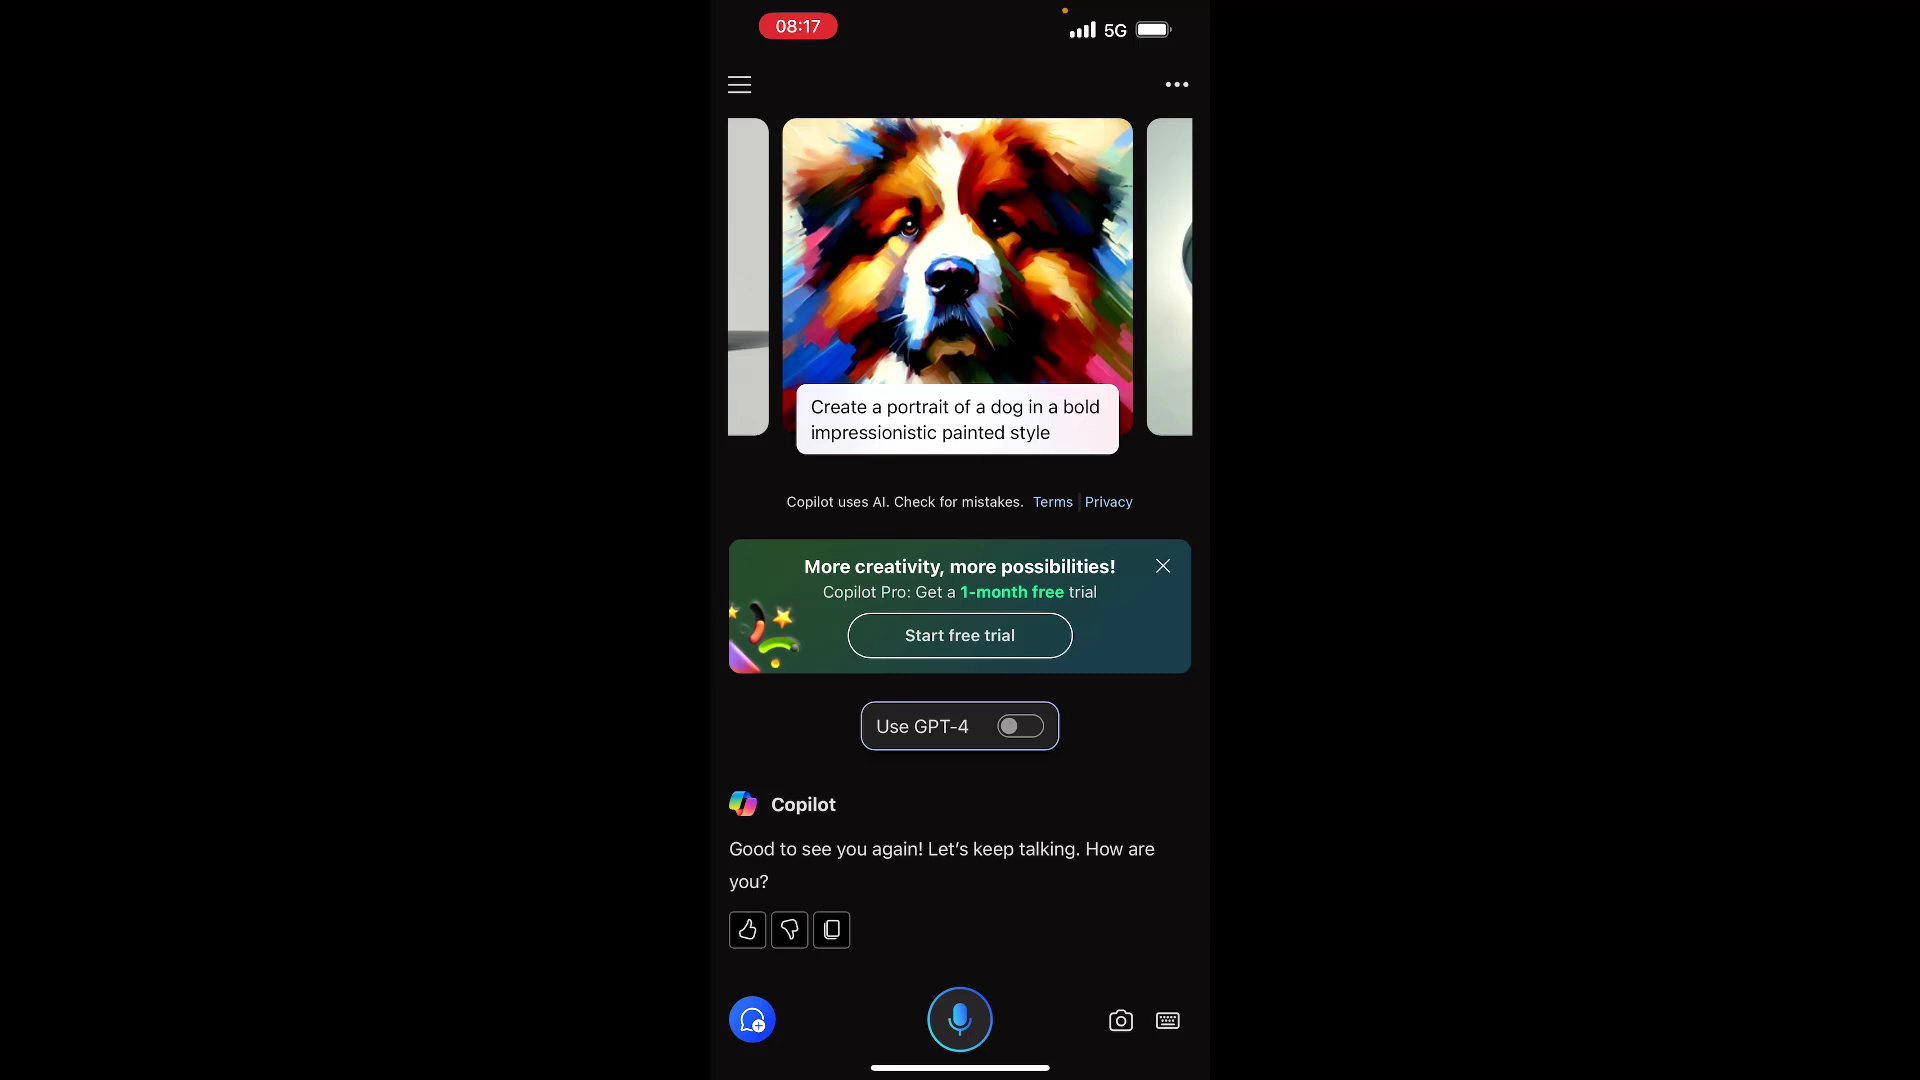 08:17
5G
Create a portrait of a dog in a bold
impressionistic painted style
Copilot uses AI. Check for mistakes. Terms | Privacy
More creativity, more possibilities!
Copilot Pro: Get a 1-month free trial
Start free trial
Use GPT-4
Copilot
Good to see you again! Let’s keep talking. How are
you?